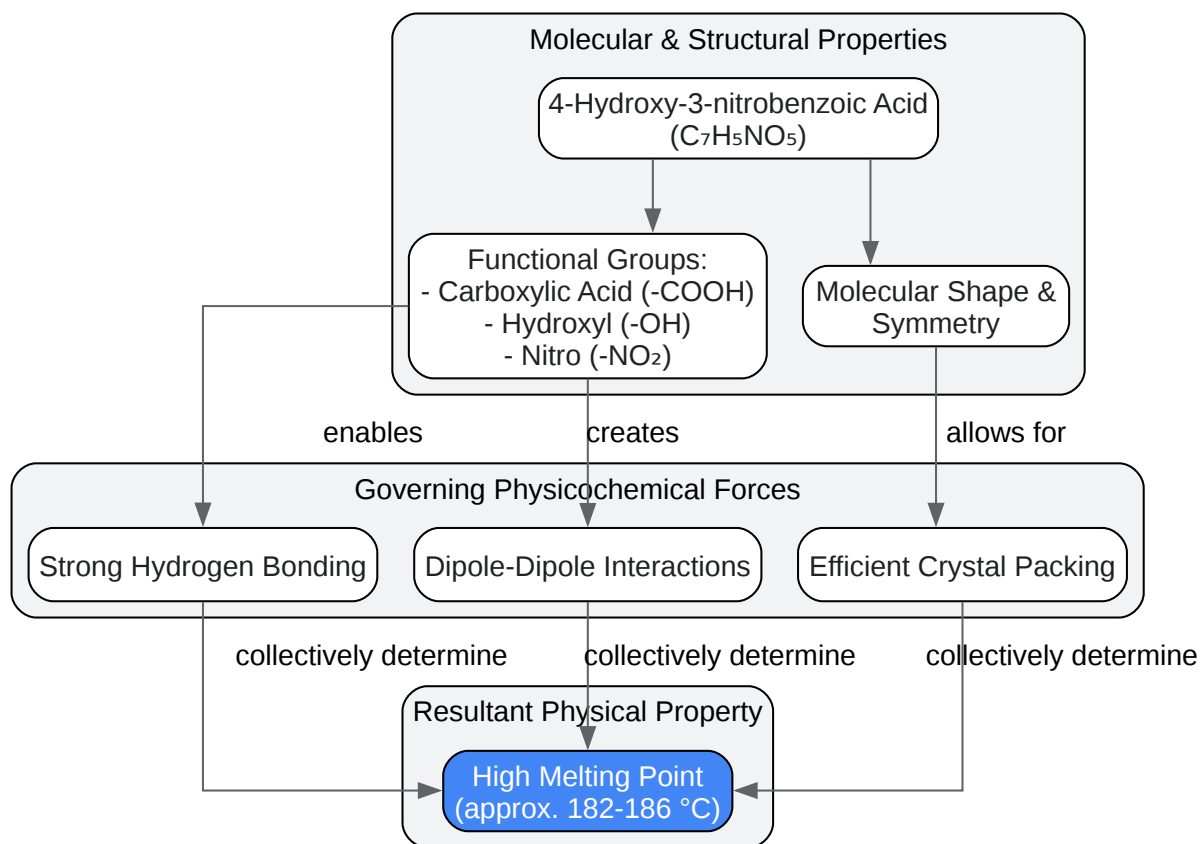 Molecular & Structural Properties
4-Hydroxy-3-nitrobenzoic Acid
(C₇H₅NO₅)
Functional Groups:
- Carboxylic Acid (-COOH)
- Hydroxyl (-OH)
- Nitro (-NO₂)
Molecular Shape &
Symmetry
enables
creates
allows for
Governing Physicochemical Forces
Strong Hydrogen Bonding
Dipole-Dipole Interactions
Efficient Crystal Packing
collectively determine
collectively determine
collectively determine
Resultant Physical Property
High Melting Point
(approx. 182-186 °C)